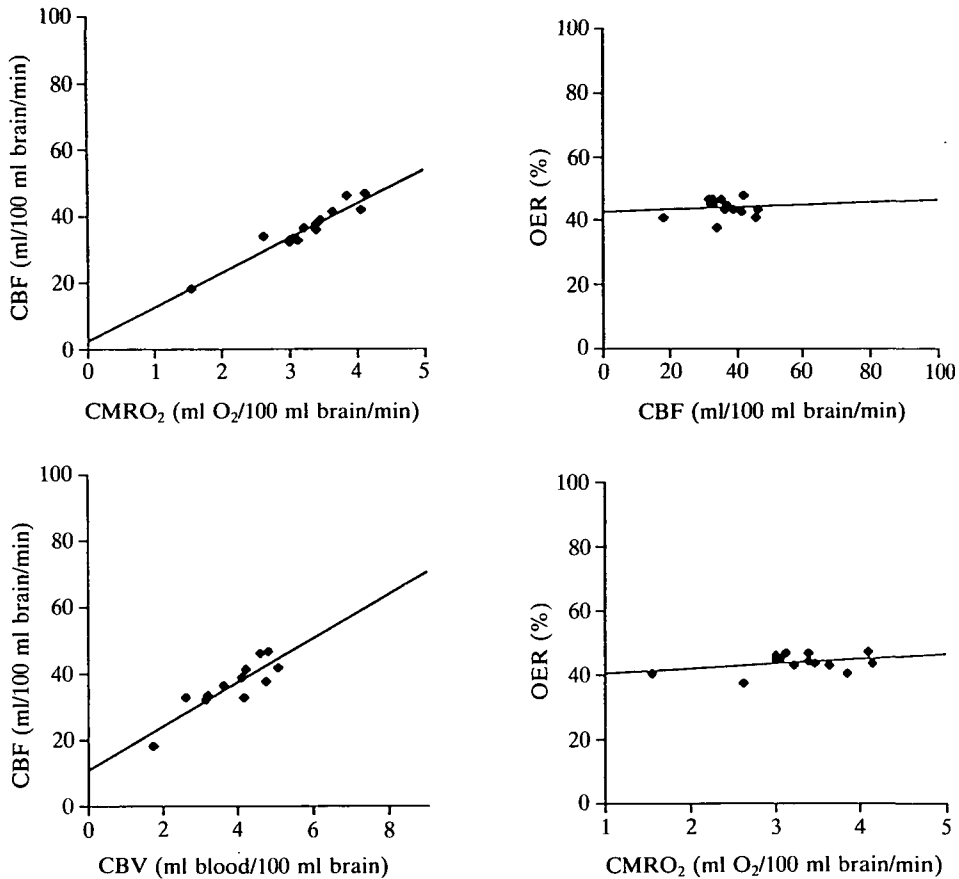 100
80
60
40
20
0
CBF (ml/100 ml brain/min)
0 1 2 3 4 5
CMRO₂ (ml O₂/100 ml brain/min)
100
80
60
40
20
0
OER (%)
0 20 40 60 80 100
CBF (ml/100 ml brain/min)
100
80
60
40
20
0
CBF (ml/100 ml brain/min)
0 2 4 6 8
CBV (ml blood/100 ml brain)
100
80
60
40
20
0
OER (%)
1 2 3 4 5
CMRO₂ (ml O₂/100 ml brain/min)